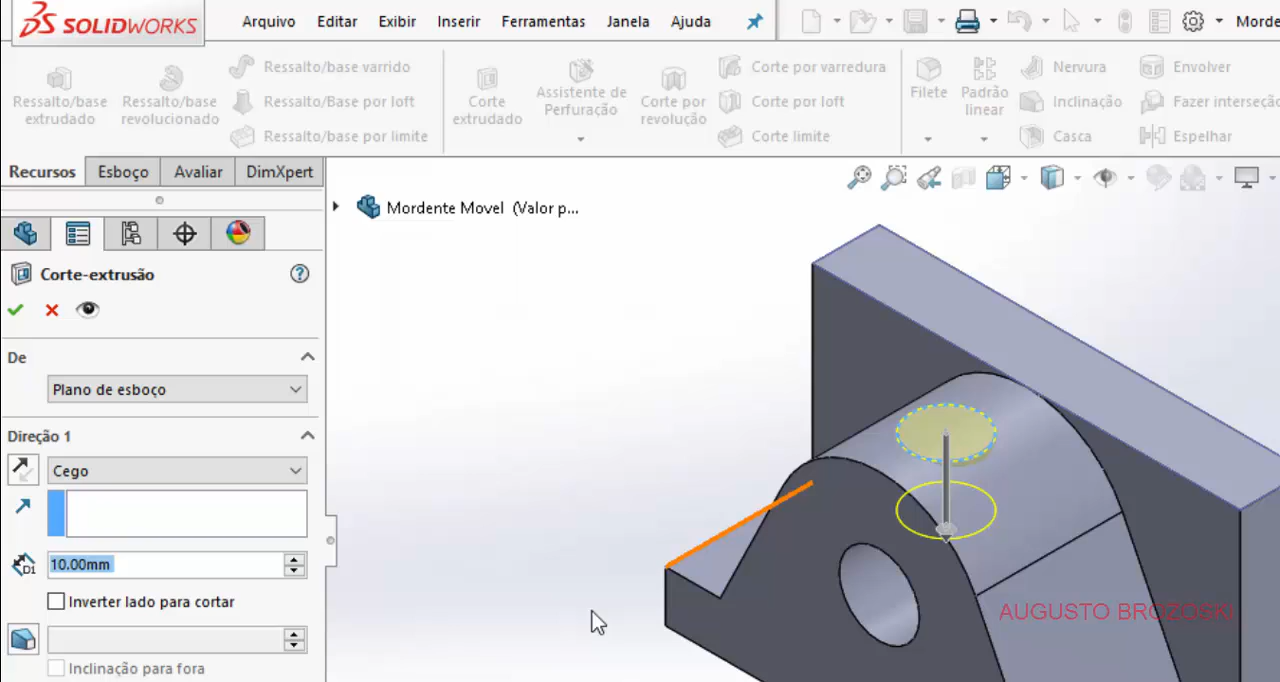 SOLIDWORKS
Arquivo Editar Exibir Inserir Ferramentas Janela Ajuda
Ressalto/base extrudado
Ressalto/base revolucionado
Ressalto/base varrido
Ressalto/Base por loft
Ressalto/base por limite
Corte extrudado
Assistente de Perfuração
Corte por revolução
Corte por varredura
Corte por loft
Corte limite
Filete
Padrão linear
Nervura
Inclinação
Casca
Envolver
Espelhar
Recursos Esboço Avaliar DimXpert
Mordente Movel (Valor p...
Corte-extrusão
De
Plano de esboço
Direção 1
Cego
D1
10.00mm
Inverter lado para cortar
Inclinação para fora
AUGUSTO BROZOSKI